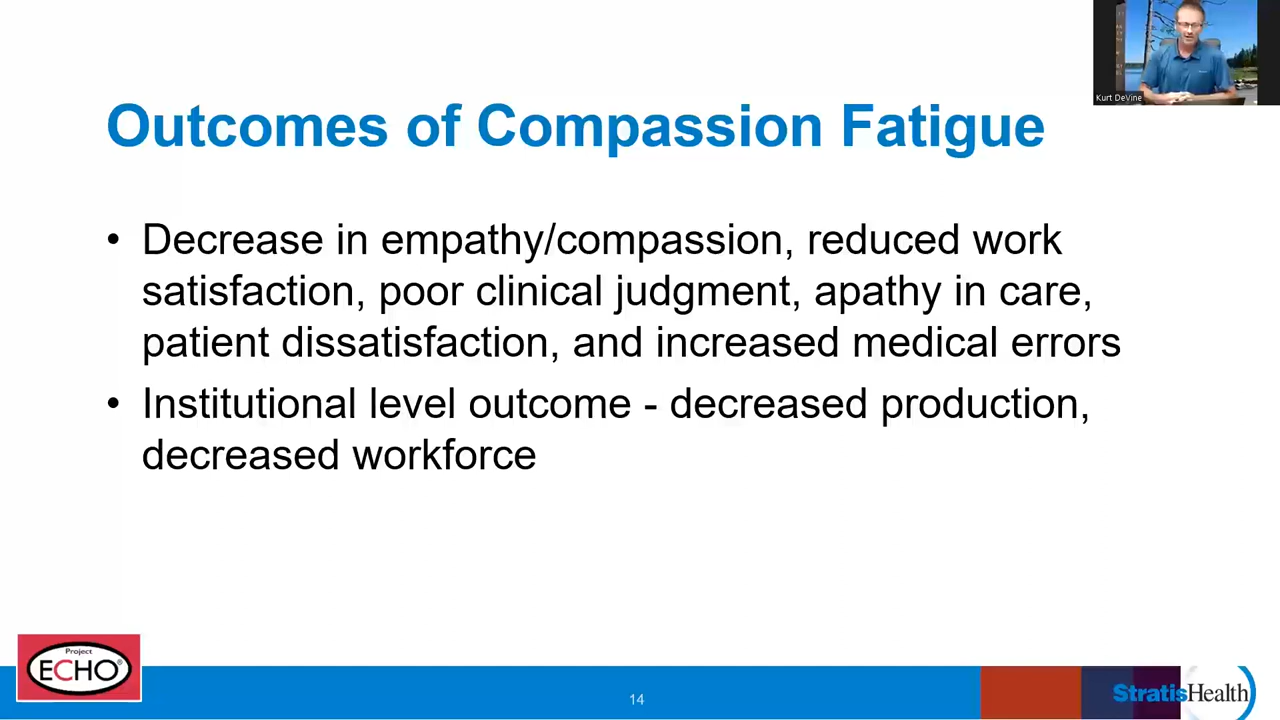 Kurt DeVine
Outcomes of Compassion Fatigue
• Decrease in empathy/compassion, reduced work
satisfaction, poor clinical judgment, apathy in care,
patient dissatisfaction, and increased medical errors
• Institutional level outcome - decreased production,
decreased workforce
Project
ECHO®
14
StratisHealth